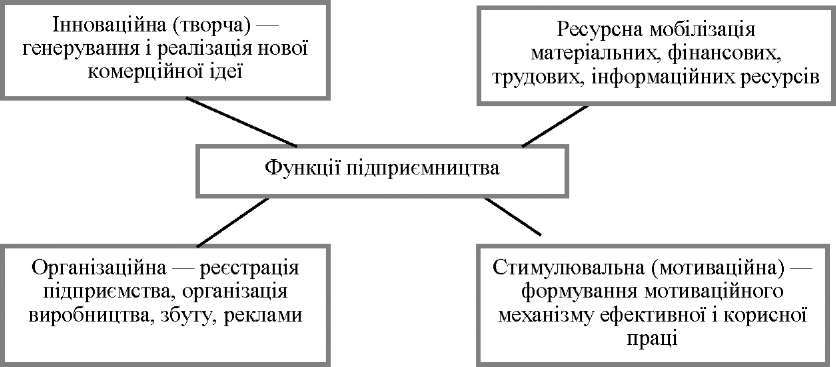 Інноваційна (творча) —
генерування і реалізація нової
комерційної ідеї
Ресурсна мобілізація
матеріальних, фінансових,
трудових, інформаційних ресурсів
Функції підприємництва
Організаційна — реєстрація
підприємства, організація
виробництва, збуту, реклами
Стимулювальна (мотиваційна) —
формування мотиваційного
механізму ефективної і корисної
праці